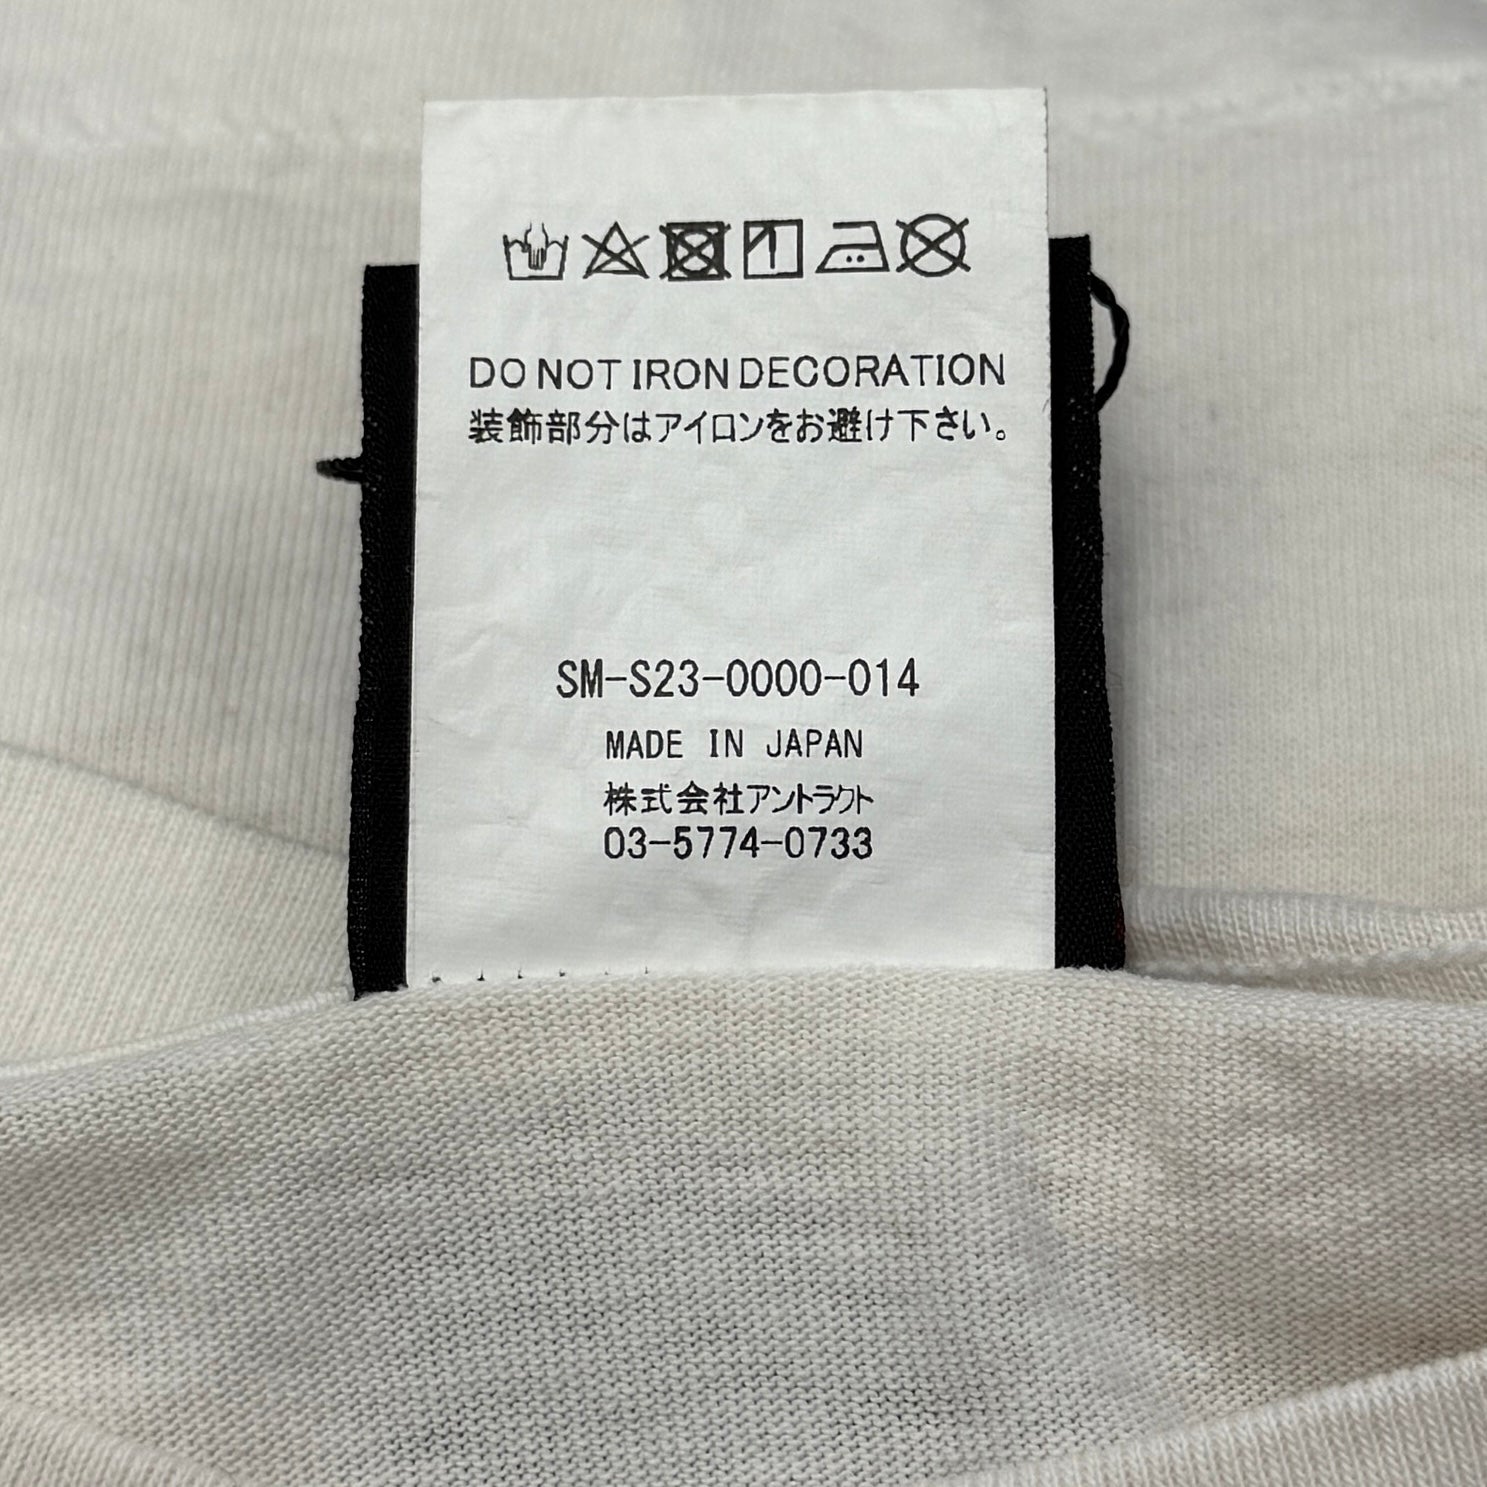 DO NOT IRON DECORATION
装飾部分はアイロンをお避け下さい。
SM-S23-0000-014
MADE IN JAPAN
株式会社アントラクト
03-5774-0733